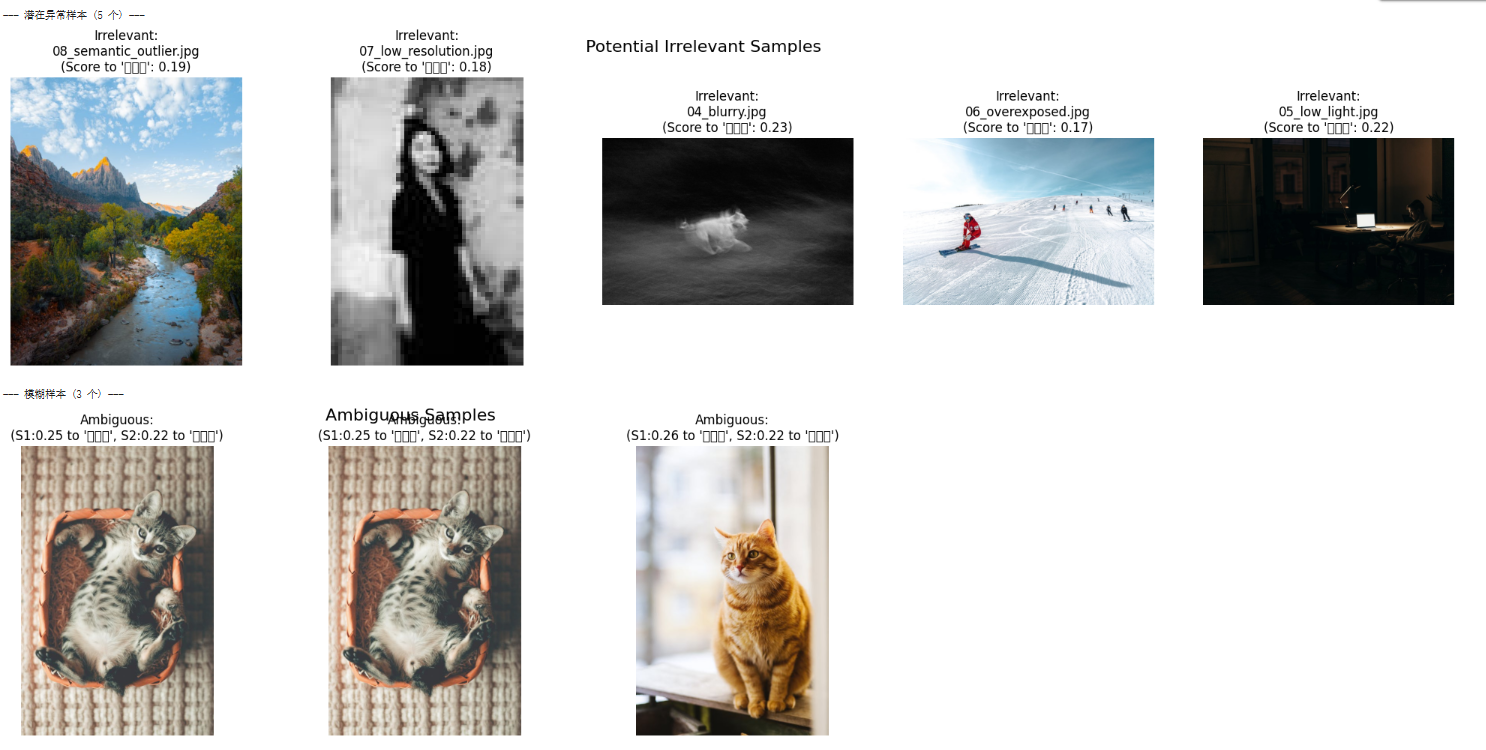 --- 潜在异常样本 (5 个) ---
Potential Irrelevant Samples
Irrelevant:
08_semantic_outlier.jpg
(Score to '□□□': 0.19)
Irrelevant:
07_low_resolution.jpg
(Score to '□□□': 0.18)
Irrelevant:
04_blurry.jpg
(Score to '□□□': 0.23)
Irrelevant:
06_overexposed.jpg
(Score to '□□□': 0.17)
Irrelevant:
05_low_light.jpg
(Score to '□□□': 0.22)
--- 模糊样本 (3 个) ---
Ambiguous Samples
Ambiguous:
(S1:0.25 to '□□□', S2:0.22 to '□□□')
Ambiguous:
(S1:0.25 to '□□□', S2:0.22 to '□□□')
Ambiguous:
(S1:0.26 to '□□□', S2:0.22 to '□□□')